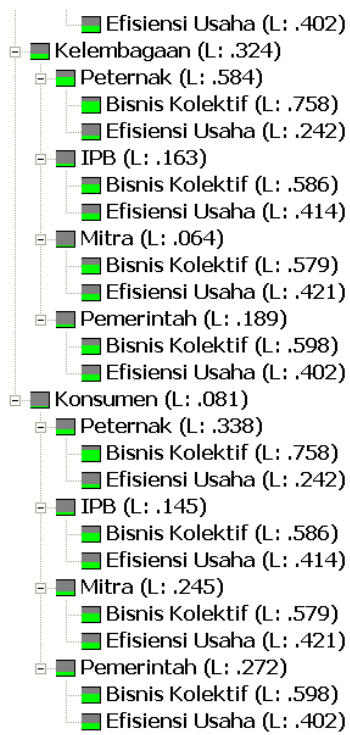 Efisiensi Usaha (L: .402)
Kelembagaan (L: .324)
Peternak (L: .584)
Bisnis Kolektif (L: .758)
Efisiensi Usaha (L: .242)
IPB (L: .163)
Bisnis Kolektif (L: .586)
Efisiensi Usaha (L: .414)
Mitra (L: .064)
Bisnis Kolektif (L: .579)
Efisiensi Usaha (L: .421)
Pemerintah (L: .189)
Bisnis Kolektif (L: .598)
Efisiensi Usaha (L: .402)
Konsumen (L: .081)
Peternak (L: .338)
Bisnis Kolektif (L: .758)
Efisiensi Usaha (L: .242)
IPB (L: .145)
Bisnis Kolektif (L: .586)
Efisiensi Usaha (L: .414)
Mitra (L: .245)
Bisnis Kolektif (L: .579)
Efisiensi Usaha (L: .421)
Pemerintah (L: .272)
Bisnis Kolektif (L: .598)
Efisiensi Usaha (L: .402)